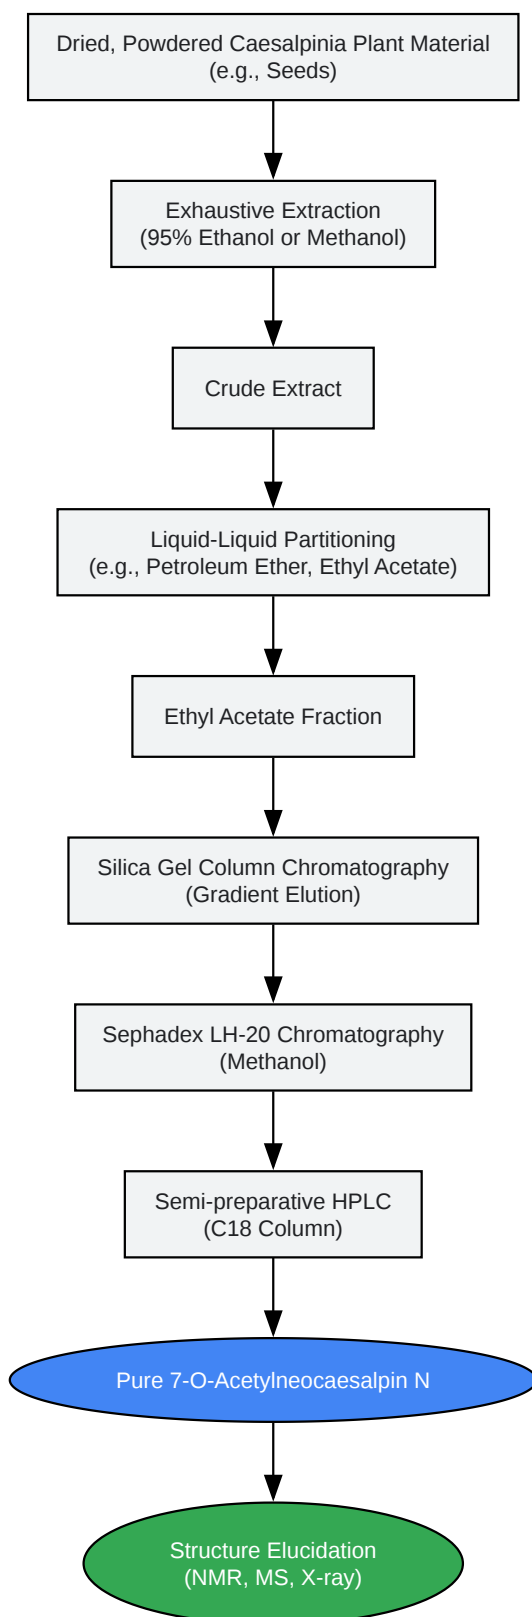 Dried, Powdered Caesalpinia Plant Material
(e.g., Seeds)
Exhaustive Extraction
(95% Ethanol or Methanol)
Crude Extract
Liquid-Liquid Partitioning
(e.g., Petroleum Ether, Ethyl Acetate)
Ethyl Acetate Fraction
Silica Gel Column Chromatography
(Gradient Elution)
Sephadex LH-20 Chromatography
(Methanol)
Semi-preparative HPLC
(C18 Column)
Pure 7-O-Acetylneocaesalpin N
Structure Elucidation
(NMR, MS, X-ray)